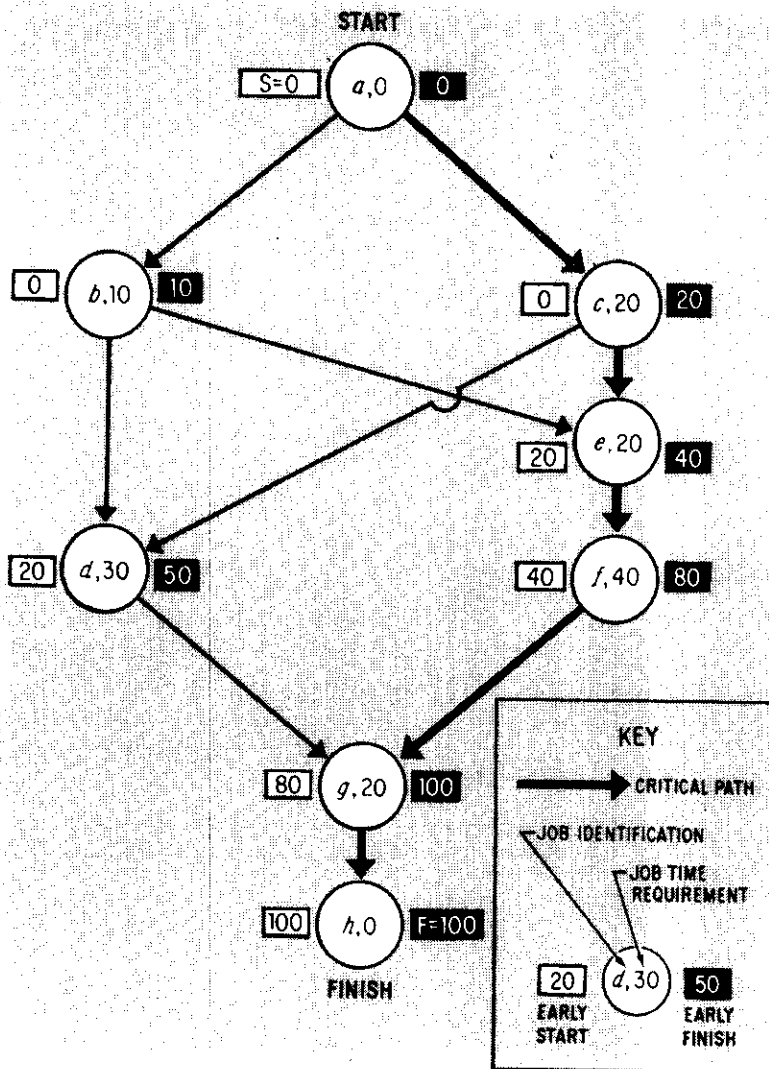 START
S=0 a,0 0
0 b,10 10
0 c,20 20
20 e,20 40
20 d,30 50
40 f,40 80
80 g,20 100
100 h,0 F=100
FINISH
KEY
CRITICAL PATH
JOB IDENTIFICATION
JOB TIME
REQUIREMENT
20 d,30 50
EARLY
START
EARLY
FINISH